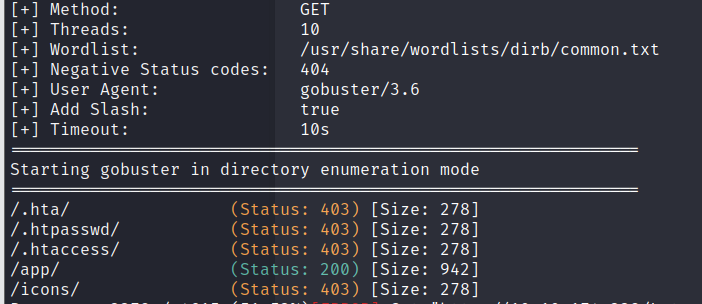 [+] Method: GET
[+] Threads: 10
[+] Wordlist: /usr/share/wordlists/dirb/common.txt
[+] Negative Status codes: 404
[+] User Agent: gobuster/3.6
[+] Add Slash: true
[+] Timeout: 10s
===============================================================
Starting gobuster in directory enumeration mode
===============================================================
/.hta/ (Status: 403) [Size: 278]
/.htpasswd/ (Status: 403) [Size: 278]
/.htaccess/ (Status: 403) [Size: 278]
/app/ (Status: 200) [Size: 942]
/icons/ (Status: 403) [Size: 278]